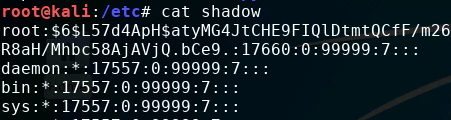 root@kali:/etc# cat shadow
root:$6$L57d4ApH$atyMG4JtCHE9FIQlDtmtQCfF/m26
R8aH/Mhbc58AjAVjQ.bCe9.:17660:0:99999:7:::
daemon:*:17557:0:99999:7:::
bin:*:17557:0:99999:7:::
sys:*:17557:0:99999:7:::